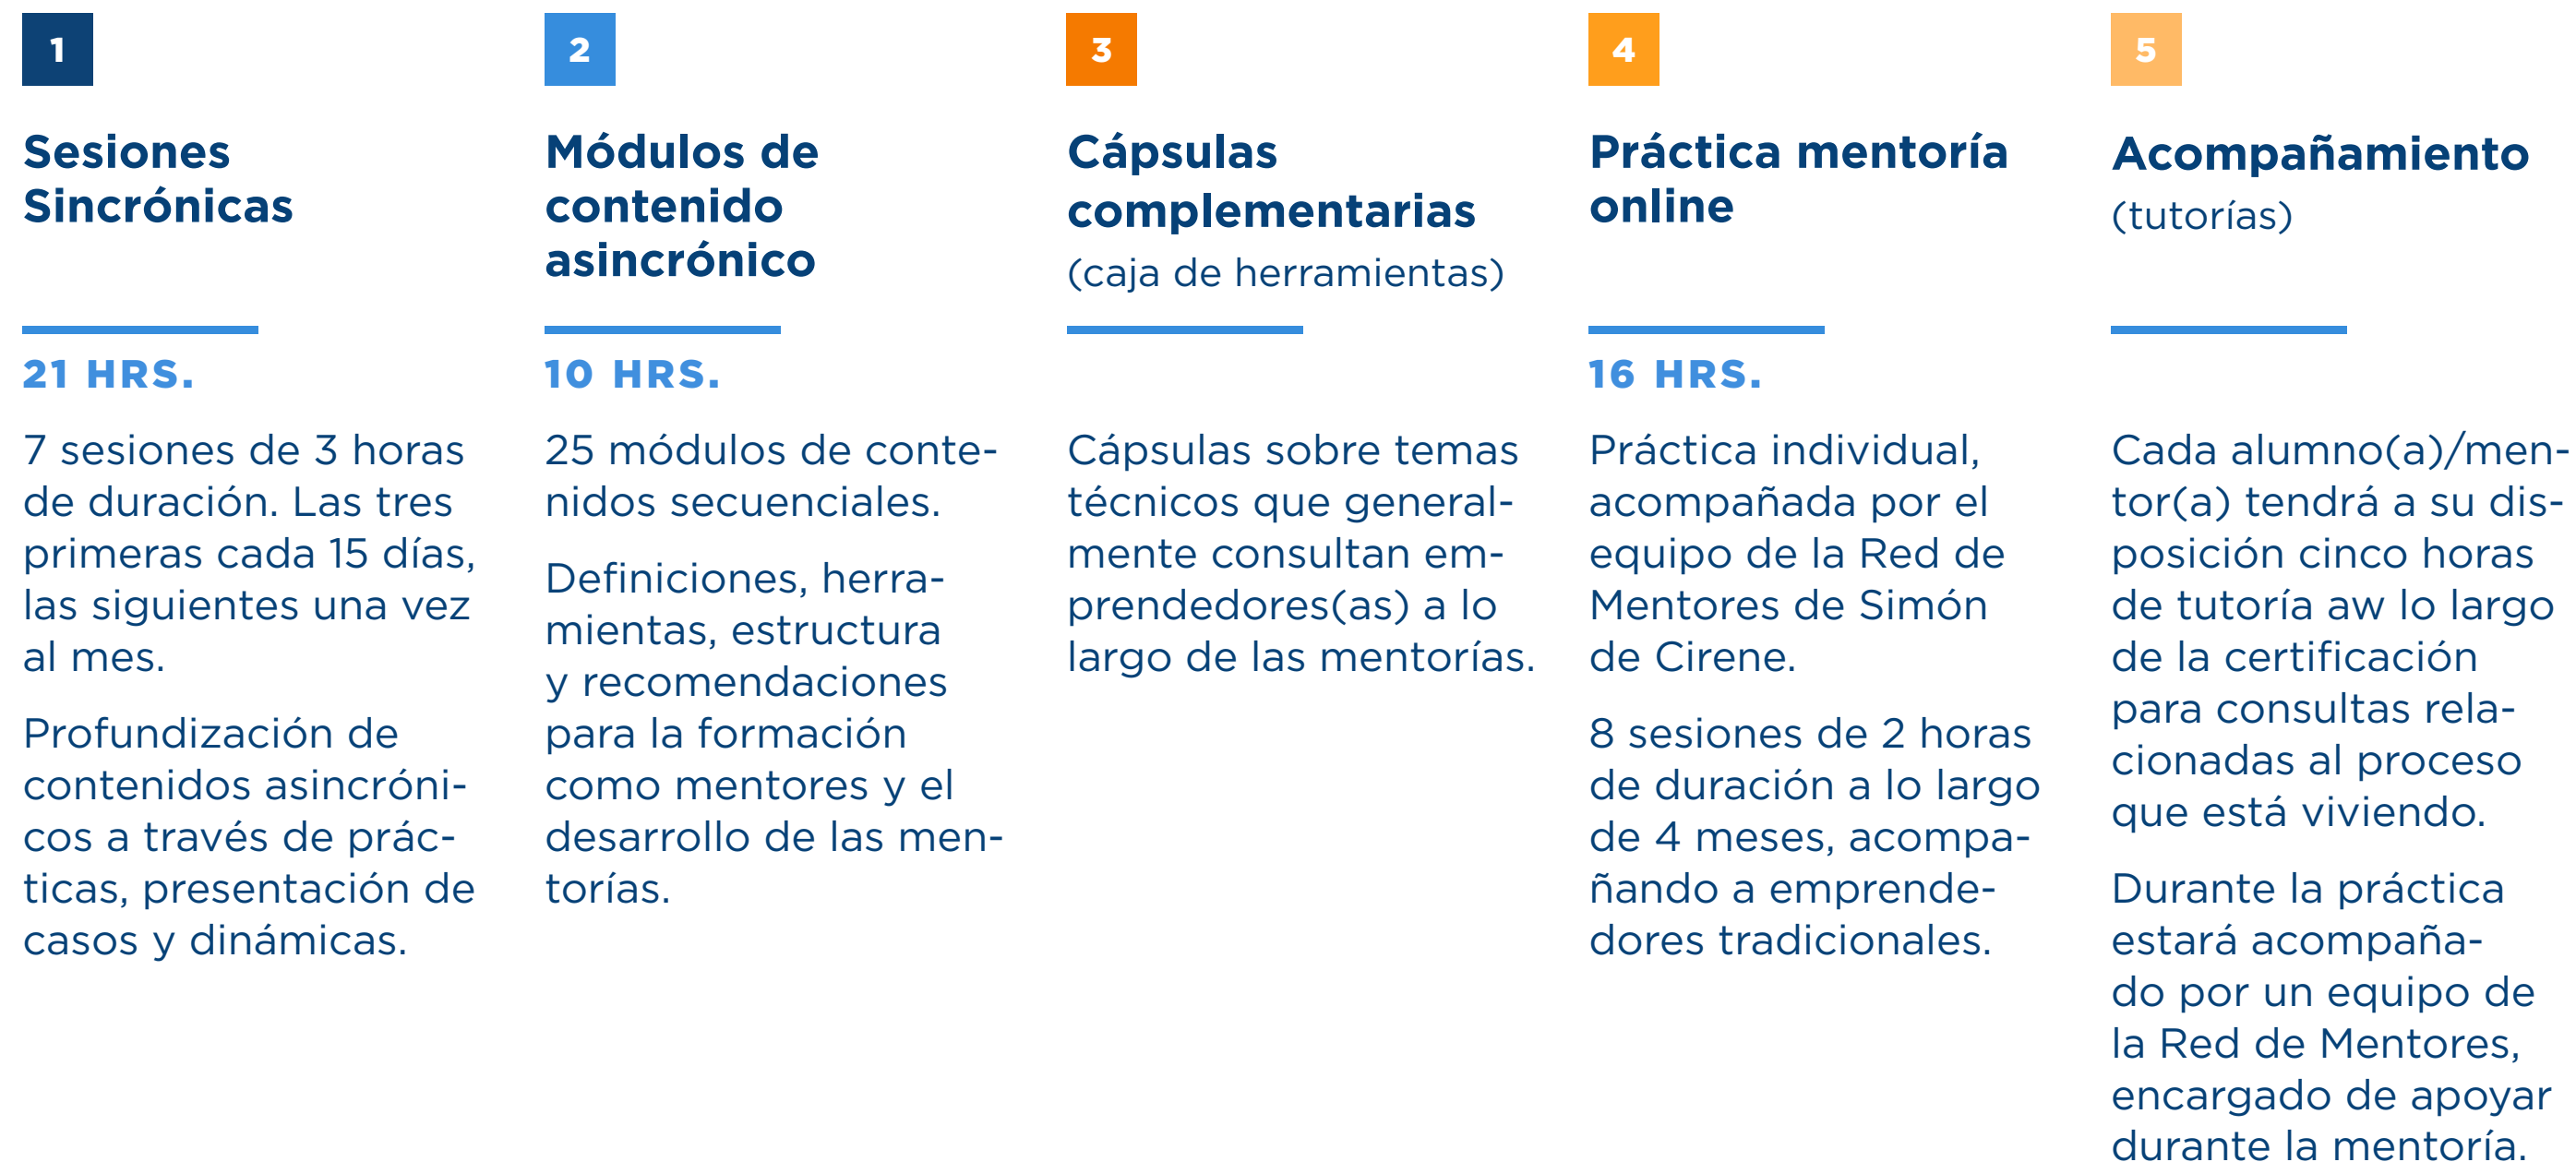 1
Sesiones
Sincrónicas
21 HRS.
7 sesiones de 3 horas
de duración. Las tres
primeras cada 15 días,
las siguientes una vez
al mes.
Profundización de
contenidos asincróni-
cos a través de prác-
ticas, presentación de
casos y dinámicas.
2
Módulos de
contenido
asincrónico
10 HRS.
25 módulos de conte-
nidos secuenciales.
Definiciones, herra-
mientas, estructura
y recomendaciones
para la formación
como mentores y el
desarrollo de las men-
torías.
3
Cápsulas
complementarias
(caja de herramientas)
Cápsulas sobre temas
técnicos que general-
mente consultan em-
prendedores(as) a lo
largo de las mentorías.
4
Práctica mentoría
online
16 HRS.
Práctica individual,
acompañada por el
equipo de la Red de
Mentores de Simón
de Cirene.
8 sesiones de 2 horas
de duración a lo largo
de 4 meses, acompa-
ñando a emprende-
dores tradicionales.
5
Acompañamiento
(tutorías)
Cada alumno(a)/men-
tor(a) tendrá a su dis-
posición cinco horas
de tutoría aw lo largo
de la certificación
para consultas rela-
cionadas al proceso
que está viviendo.
Durante la práctica
estará acompaña-
do por un equipo de
la Red de Mentores,
encargado de apoyar
durante la mentoría.